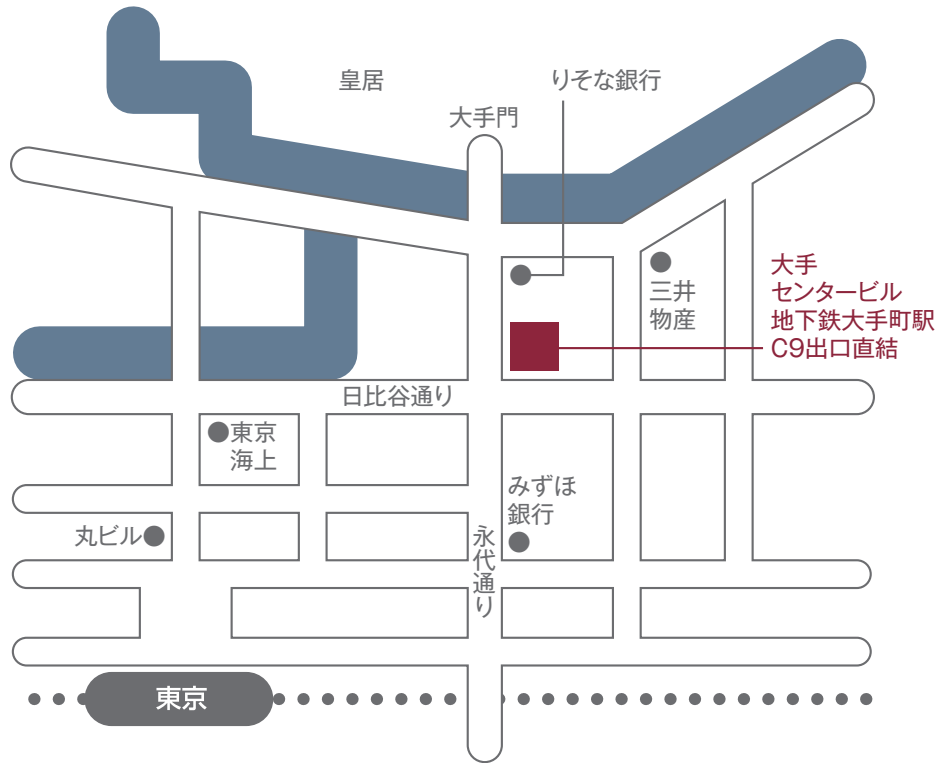 皇居
りそな銀行
大手門
大手
センタービル
地下鉄大手町駅
C9出口直結
三井
物産
日比谷通り
東京
海上
みずほ
銀行
丸ビル
永代通り
東京